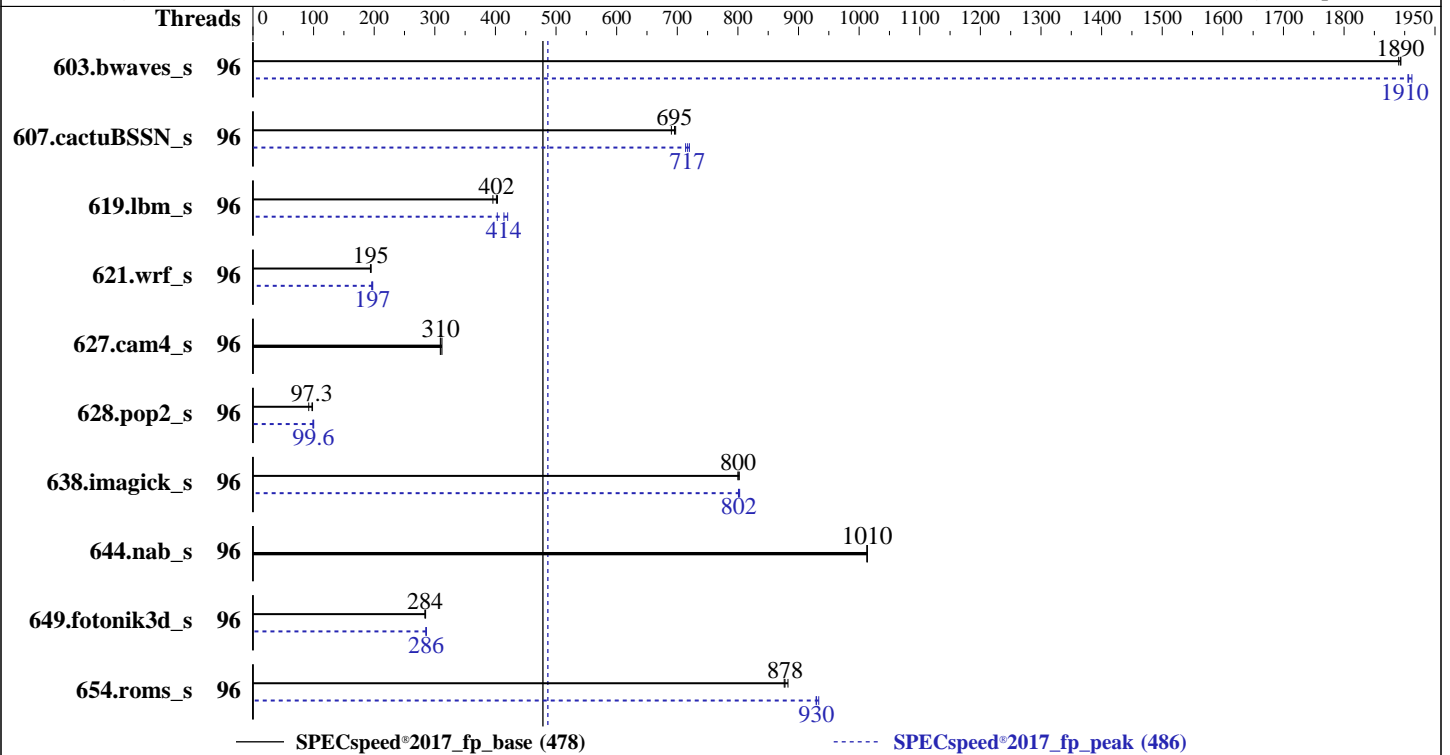 Threads 0 100 200 300 400 500 600 700 800 900 1000 1100 1200 1300 1400 1500 1600 1700 1800 1950
603.bwaves_s 96 1890
1910
607.cactuBSSN_s 96 695
717
619.lbm_s 96 402
414
621.wrf_s 96 195
197
627.cam4_s 96 310
628.pop2_s 96 97.3
99.6
638.imagick_s 96 800
802
644.nab_s 96 1010
649.fotonik3d_s 96 284
286
654.roms_s 96 878
930
SPECspeed®2017_fp_base (478) SPECspeed®2017_fp_peak (486)